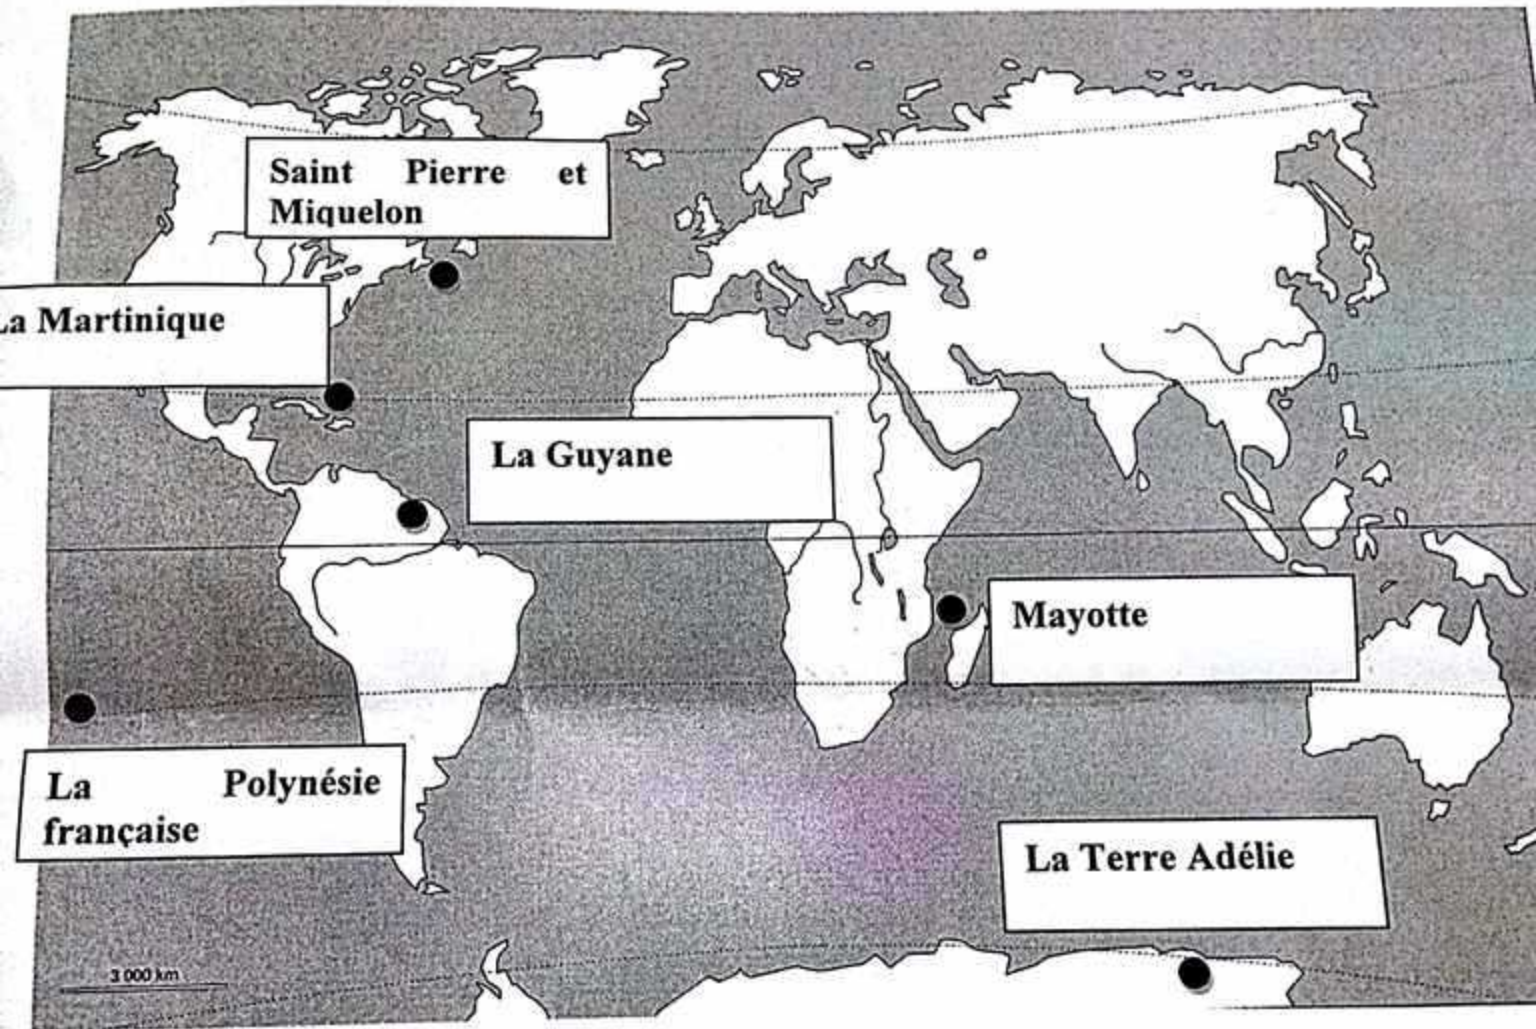 Saint Pierre et
Miquelon
La Martinique
La Guyane
Mayotte
La Polynésie
française
La Terre Adélie
3 000 km